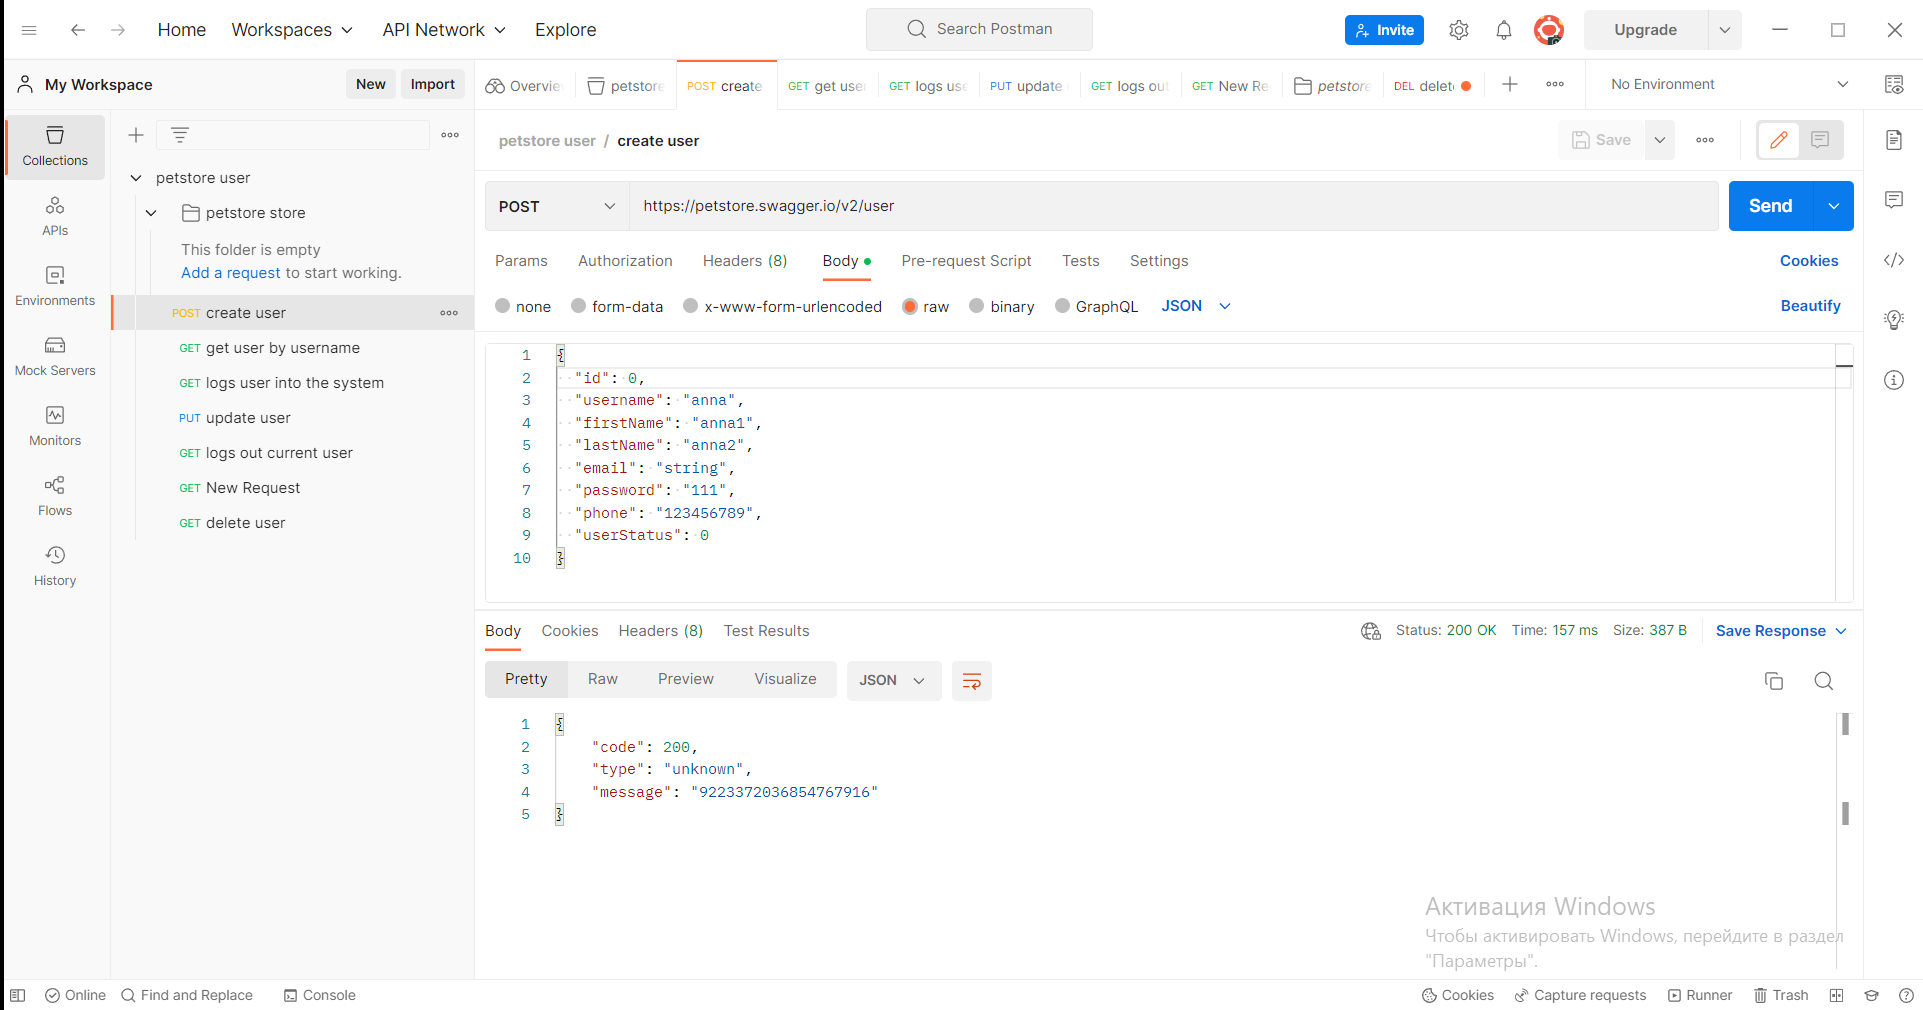 Home Workspaces API Network Explore Search Postman Invite Upgrade
My Workspace New Import Overvie petstore POST create GET get use GET logs use PUT update GET logs out GET New Re petstore DEL delet No Environment
Collections
petstore user / create user Save
petstore user
petstore store
This folder is empty
Add a request to start working.
POST create user
GET get user by username
GET logs user into the system
PUT update user
GET logs out current user
GET New Request
GET delete user
APIs
Environments
Mock Servers
Monitors
Flows
History
POST https://petstore.swagger.io/v2/user Send
Params Authorization Headers (8) Body Pre-request Script Tests Settings Cookies
none form-data x-www-form-urlencoded raw binary GraphQL JSON Beautify
1 {
2 "id": 0,
3 "username": "anna",
4 "firstName": "anna1",
5 "lastName": "anna2",
6 "email": "string",
7 "password": "111",
8 "phone": "123456789",
9 "userStatus": 0
10 }
Body Cookies Headers (8) Test Results Status: 200 OK Time: 157 ms Size: 387 B Save Response
Pretty Raw Preview Visualize JSON
1 {
2 "code": 200,
3 "type": "unknown",
4 "message": "9223372036854767916"
5 }
Активация Windows
Чтобы активировать Windows, перейдите в раздел
"Параметры".
Online Find and Replace Console Cookies Capture requests Runner Trash